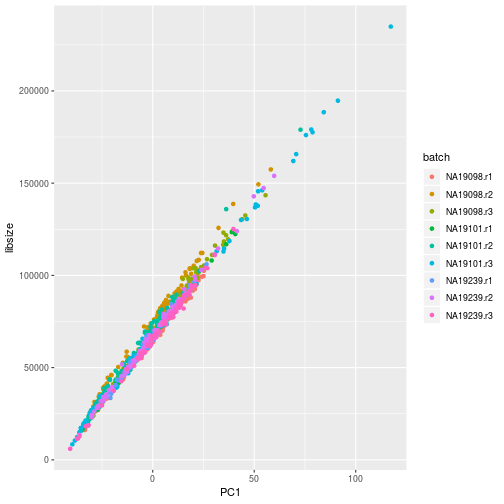 200000
150000
100000
50000
0
libsize
0
50
100
PC1
batch
NA19098.r1
NA19098.r2
NA19098.r3
NA19101.r1
NA19101.r2
NA19101.r3
NA19239.r1
NA19239.r2
NA19239.r3